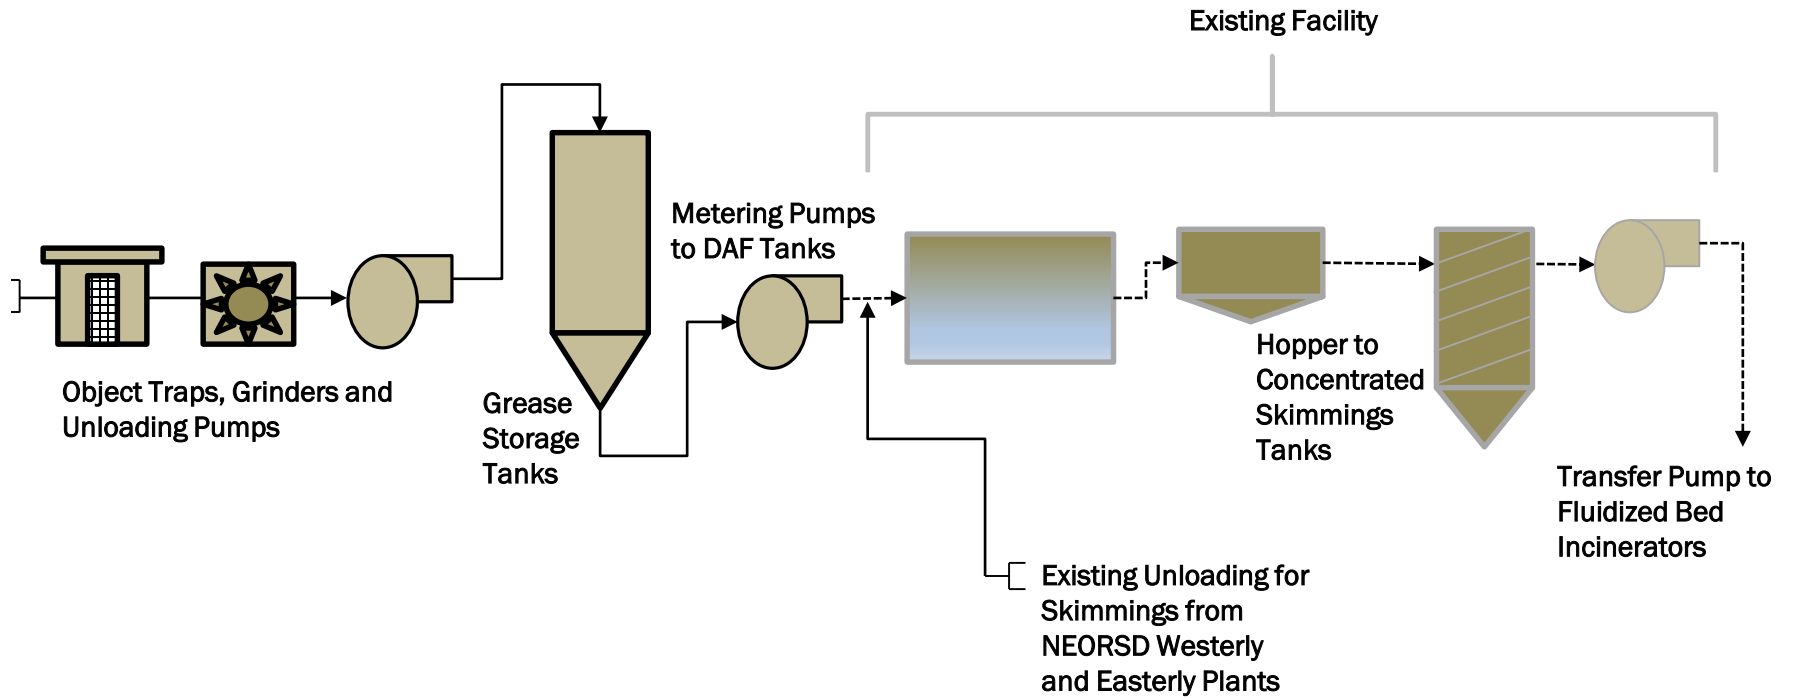 Existing Facility
Metering Pumps
to DAF Tanks
Object Traps, Grinders and
Unloading Pumps
Grease
Storage
Tanks
Hopper to
Concentrated
Skimmings
Tanks
Transfer Pump to
Fluidized Bed
Incinerators
Existing Unloading for
Skimmings from
NEORSD Westerly
and Easterly Plants